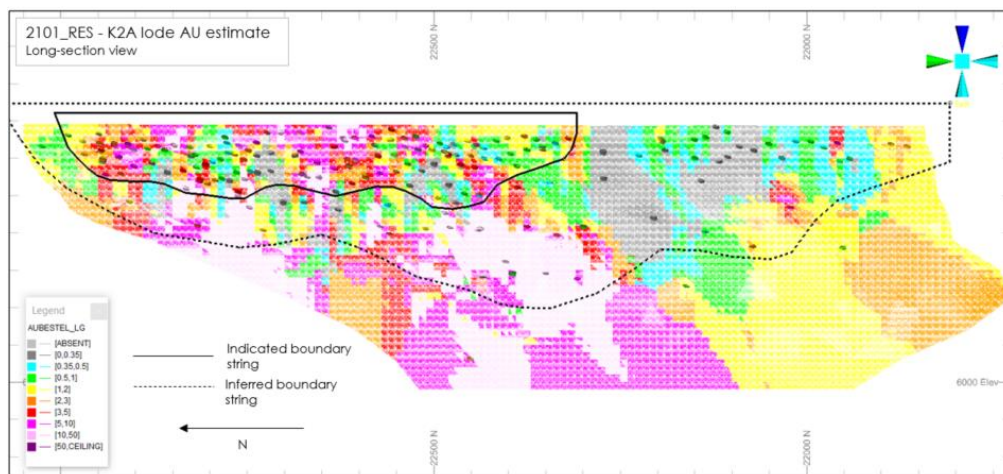 2101_RES - K2A lode AU estimate
Long-section view
22500 N
22000 N
Legend
AUBESTEL_LG
[ABSENT]
[0,0.35]
[0.35,0.5]
[0.5,1]
[1,2]
[2,3]
[3,5]
[5,10]
[10,50]
[50,CEILING]
Indicated boundary
string
Inferred boundary
string
N
6000 Elev
22500 N
22000 N